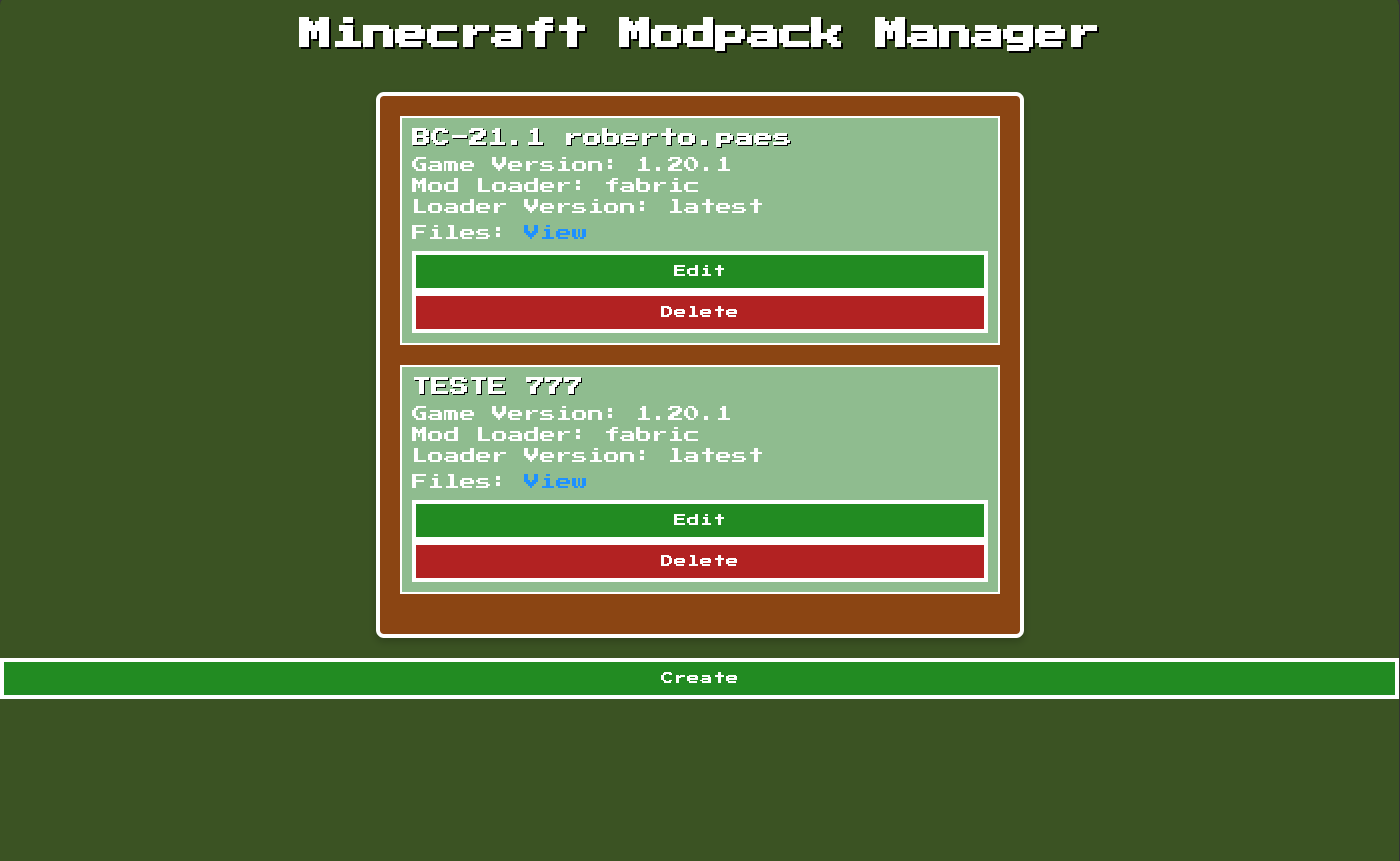 Minecraft Modpack Manager
BC-21.1 roberto.paes
Game Version: 1.20.1
Mod Loader: fabric
Loader Version: latest
Files: View
Edit
Delete
TESTE 777
Game Version: 1.20.1
Mod Loader: fabric
Loader Version: latest
Files: View
Edit
Delete
Create